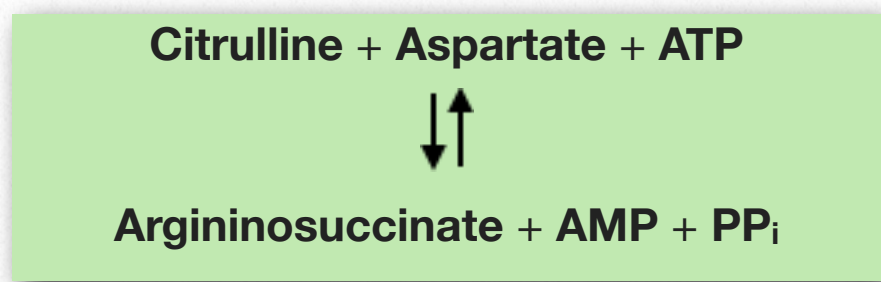 Citrulline + Aspartate + ATP
Argininosuccinate + AMP + PPi